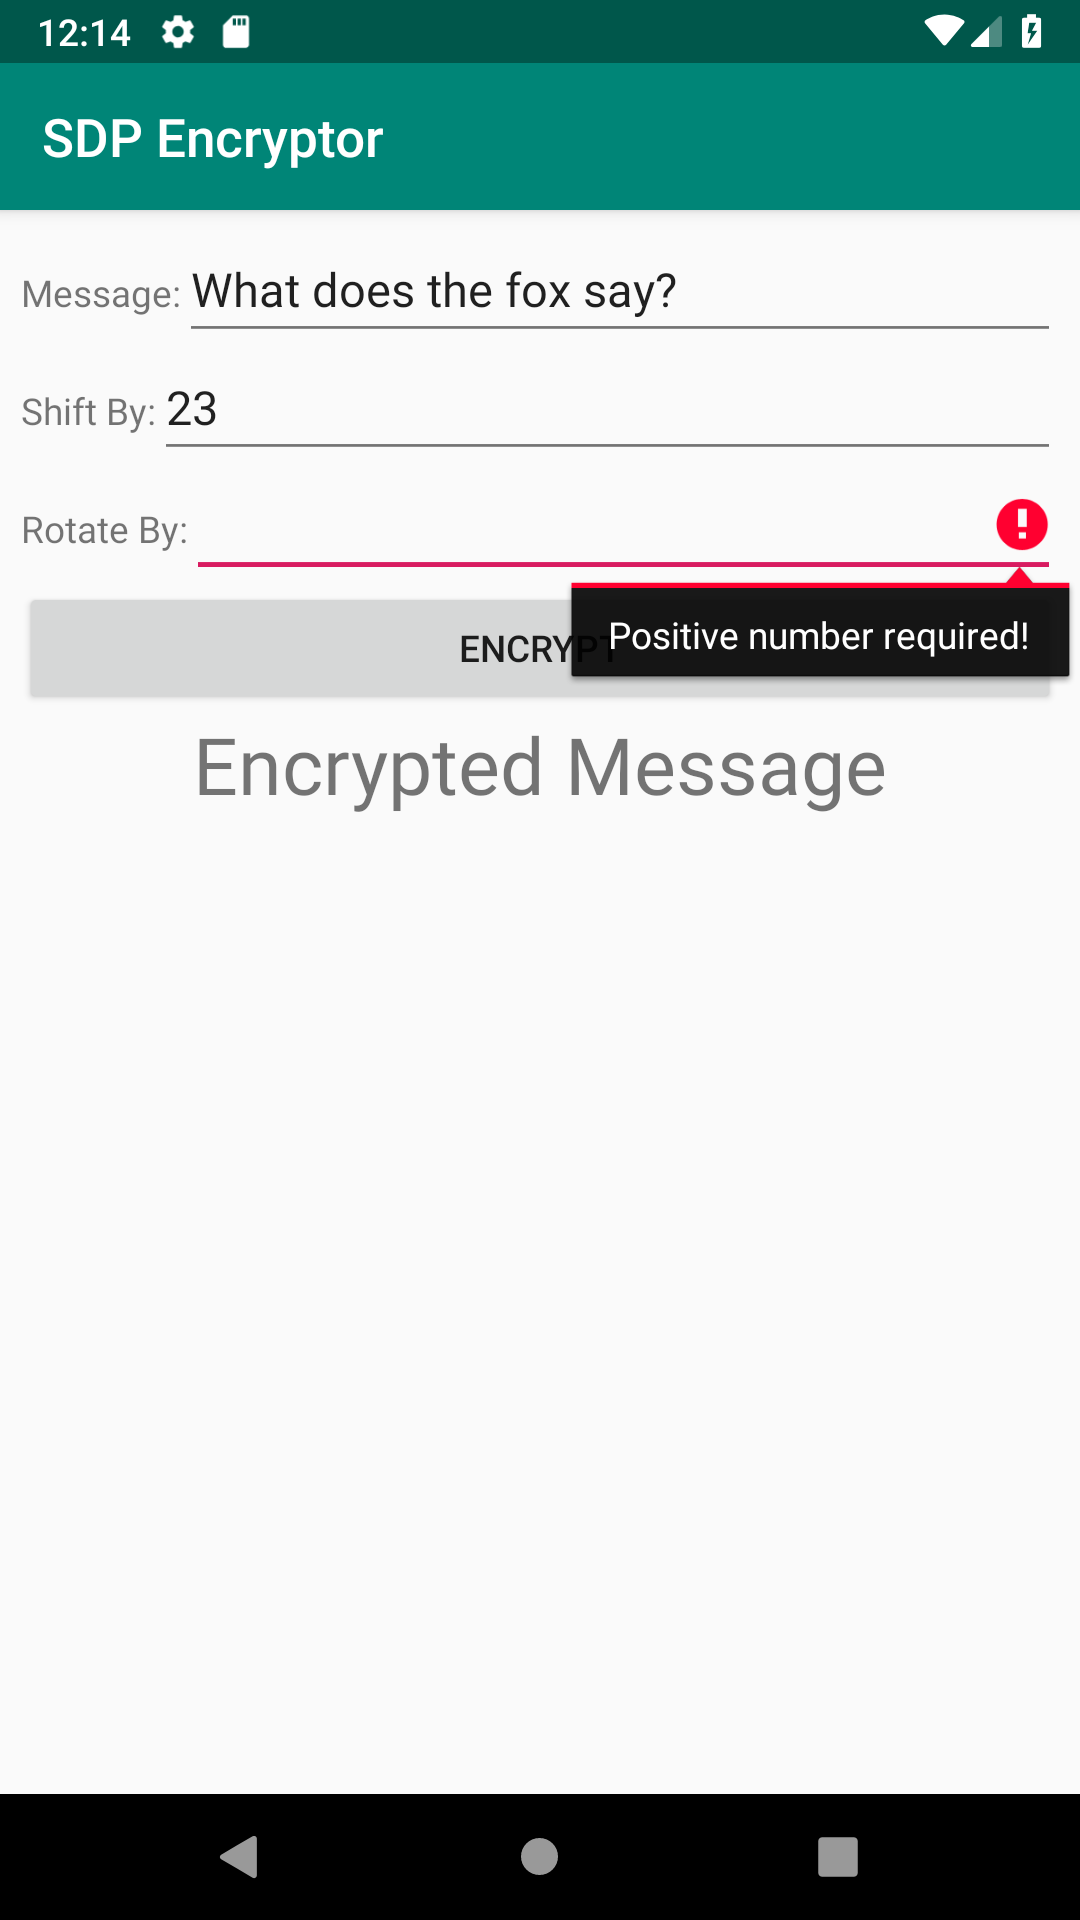 12:14
SDP Encryptor
Message: What does the fox say?
Shift By: 23
Rotate By:
ENCRYPT
Positive number required!
Encrypted Message